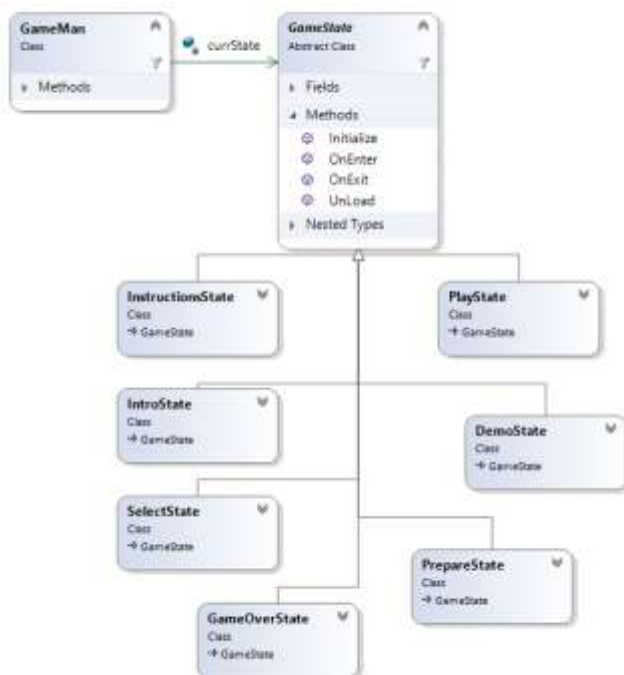 GameMan
Class
Methods
currState
GameState
Abstract Class
Fields
Methods
Initialize
OnEnter
OnExit
UnLoad
Nested Types
InstructionsState
Class
GameState
PlayState
Class
GameState
IntroState
Class
GameState
DemoState
Class
GameState
SelectState
Class
GameState
PrepareState
Class
GameState
GameOverState
Class
GameState